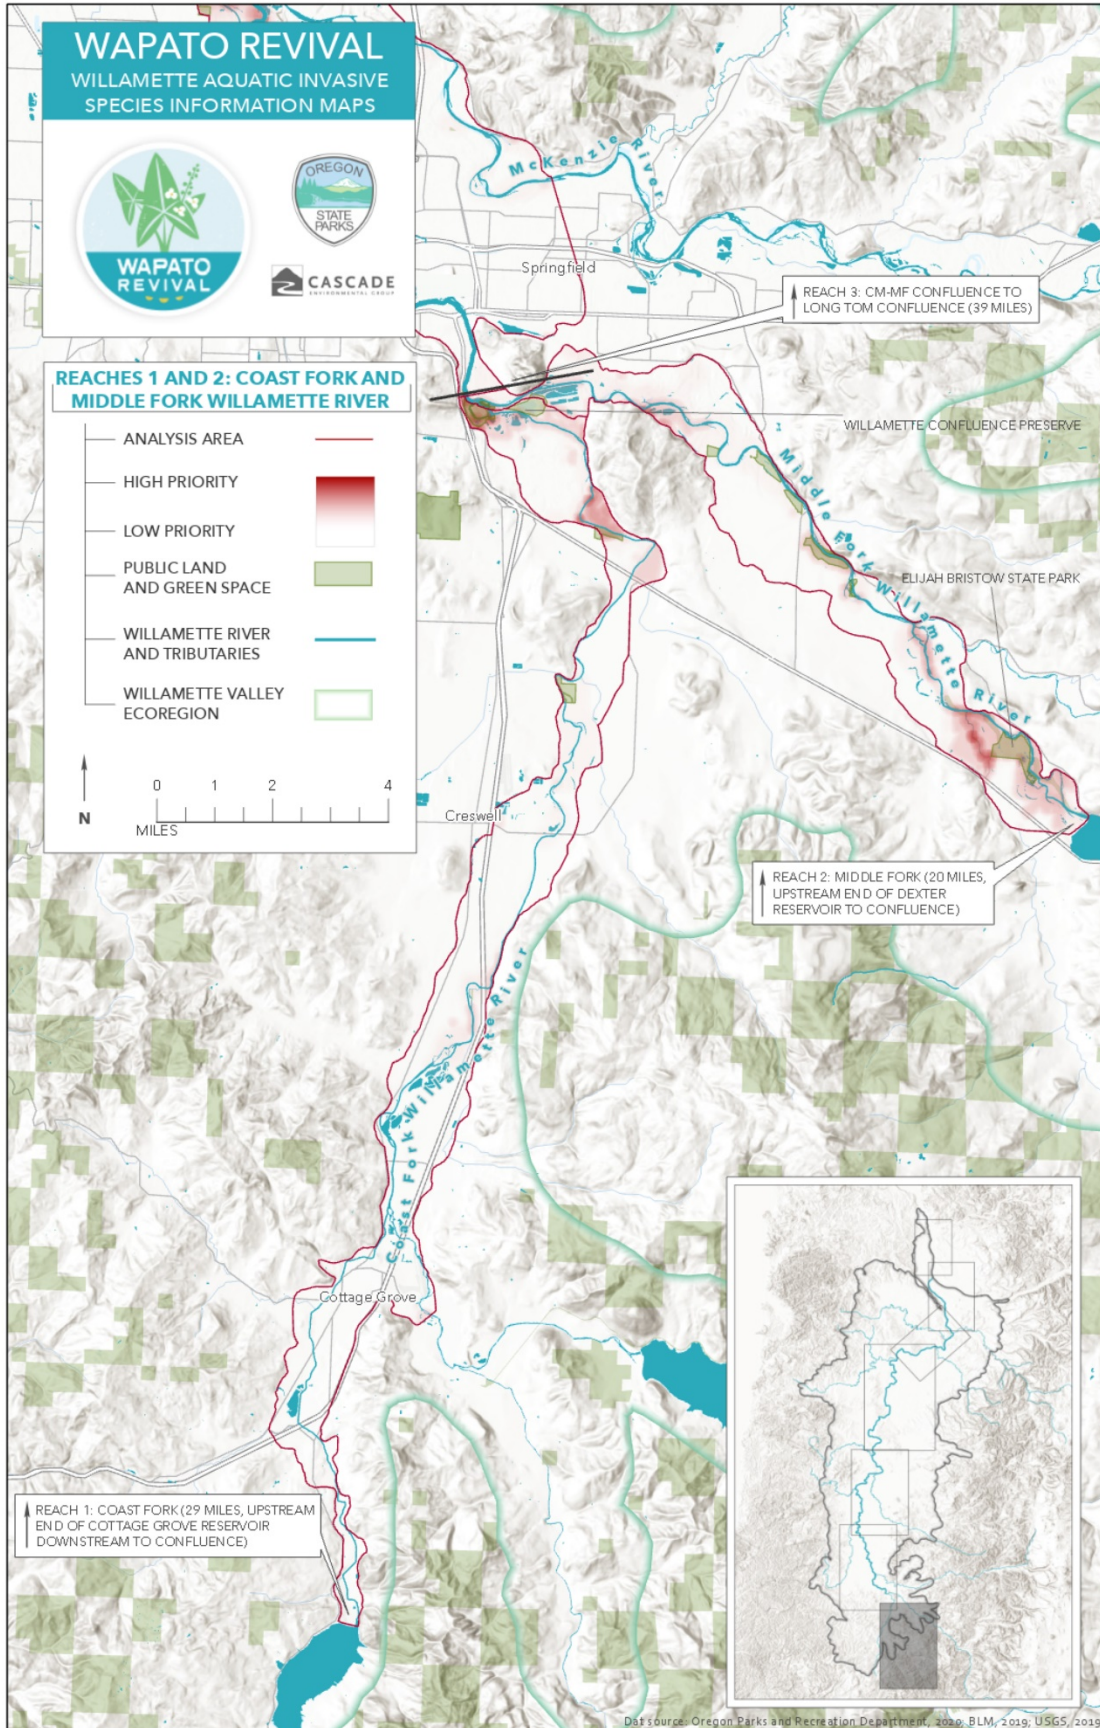 WAPATO REVIVAL
WILLAMETTE AQUATIC INVASIVE
SPECIES INFORMATION MAPS
WAPATO
REVIVAL
OREGON
STATE
PARKS
CASCADE
ENVIRONMENTAL GROUP
REACHES 1 AND 2: COAST FORK AND
MIDDLE FORK WILLAMETTE RIVER
ANALYSIS AREA
HIGH PRIORITY
LOW PRIORITY
PUBLIC LAND
AND GREEN SPACE
WILLAMETTE RIVER
AND TRIBUTARIES
WILLAMETTE VALLEY
ECOREGION
N
0 2 4
MILES
McKenzie River
Springfield
REACH 3: CM-MF CONFLUENCE TO
LONG TOM CONFLUENCE (39 MILES)
WILLAMETTE CONFLUENCE PRESERVE
Middle Fork Willamette River
ELIJAH BRISTOW STATE PARK
Creswell
REACH 2: MIDDLE FORK (20 MILES,
UPSTREAM END OF DEXTER
RESERVOIR TO CONFLUENCE)
Coast Fork Willamette River
Cottage Grove
REACH 1: COAST FORK (29 MILES, UPSTREAM
END OF COTTAGE GROVE RESERVOIR
DOWNSTREAM TO CONFLUENCE)
Dat source: Oregon Parks and Recreation Department, 2020; BLM, 2019; USGS, 2019